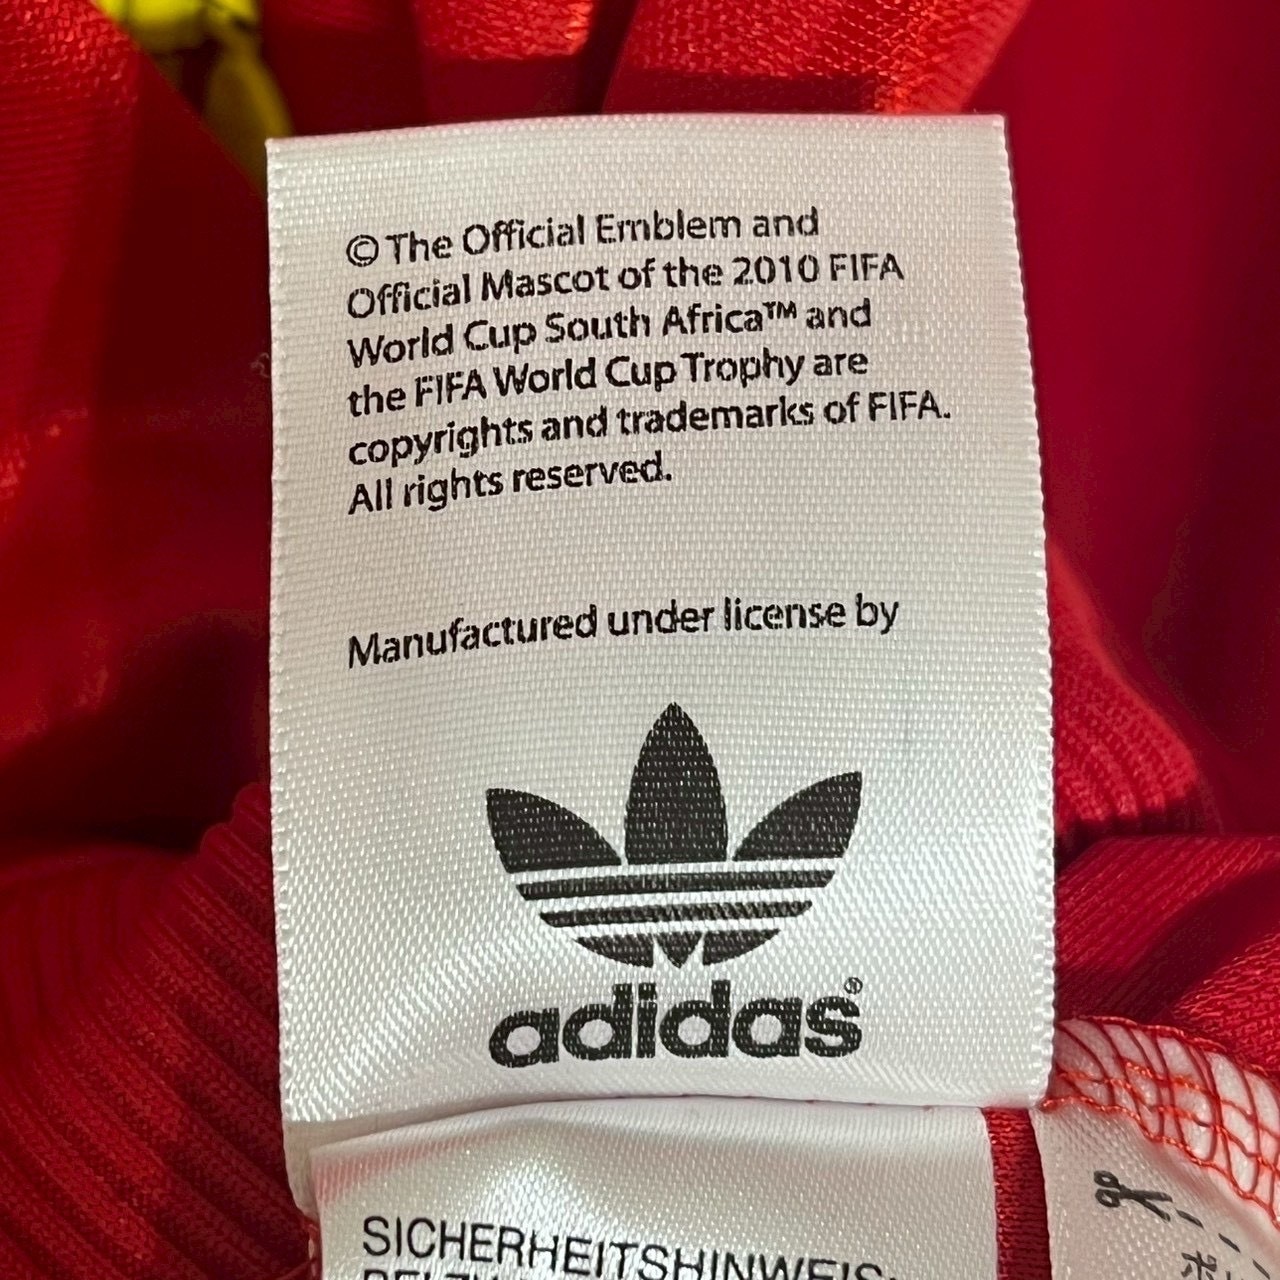 © The Official Emblem and
Official Mascot of the 2010 FIFA
World Cup South Africa™ and
the FIFA World Cup Trophy are
copyrights and trademarks of FIFA.
All rights reserved.
Manufactured under license by
adidas®
SICHERHEITSHINWEIS: